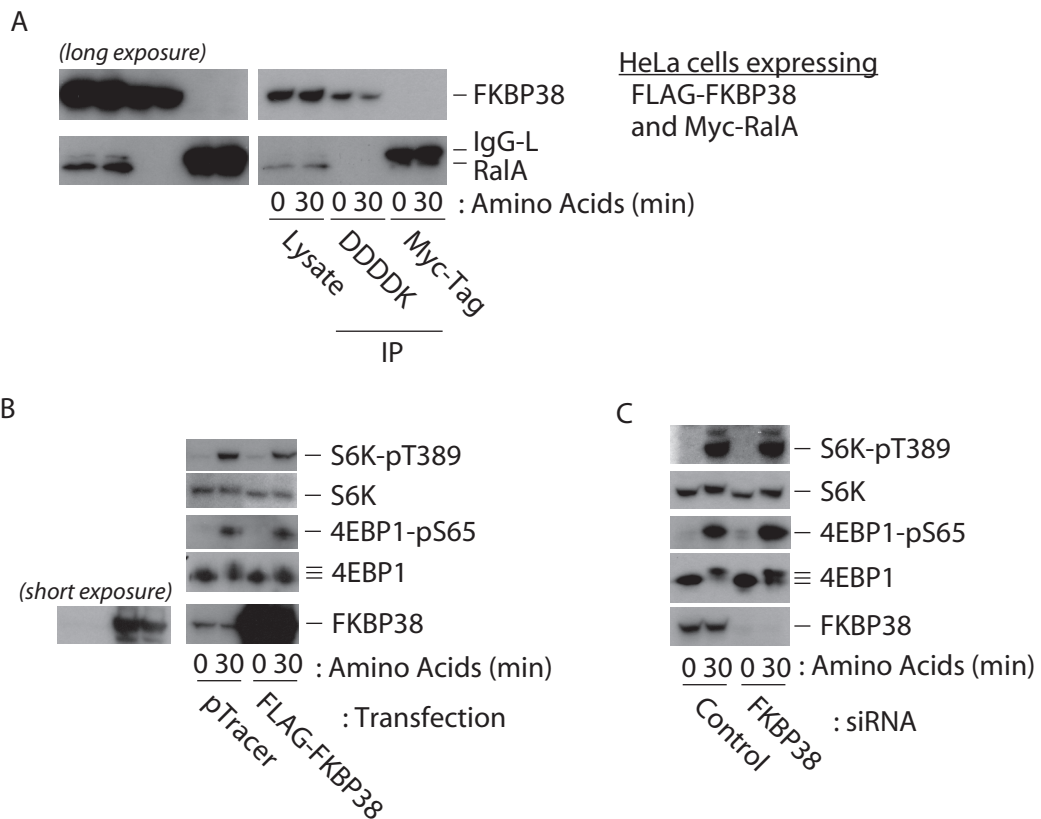 A
(long exposure)
– FKBP38
– IgG-L
– RalA
HeLa cells expressing
FLAG-FKBP38
and Myc-RalA
0 30 0 30 0 30 : Amino Acids (min)
Lysate
DDDDK
Myc-Tag
IP
B
– S6K-pT389
– S6K
– 4EBP1-pS65
4EBP1
(short exposure)
– FKBP38
0 30 0 30 : Amino Acids (min)
pTracer
FLAG-FKBP38
: Transfection
C
– S6K-pT389
– S6K
– 4EBP1-pS65
4EBP1
– FKBP38
0 30 0 30 : Amino Acids (min)
Control
FKBP38
: siRNA